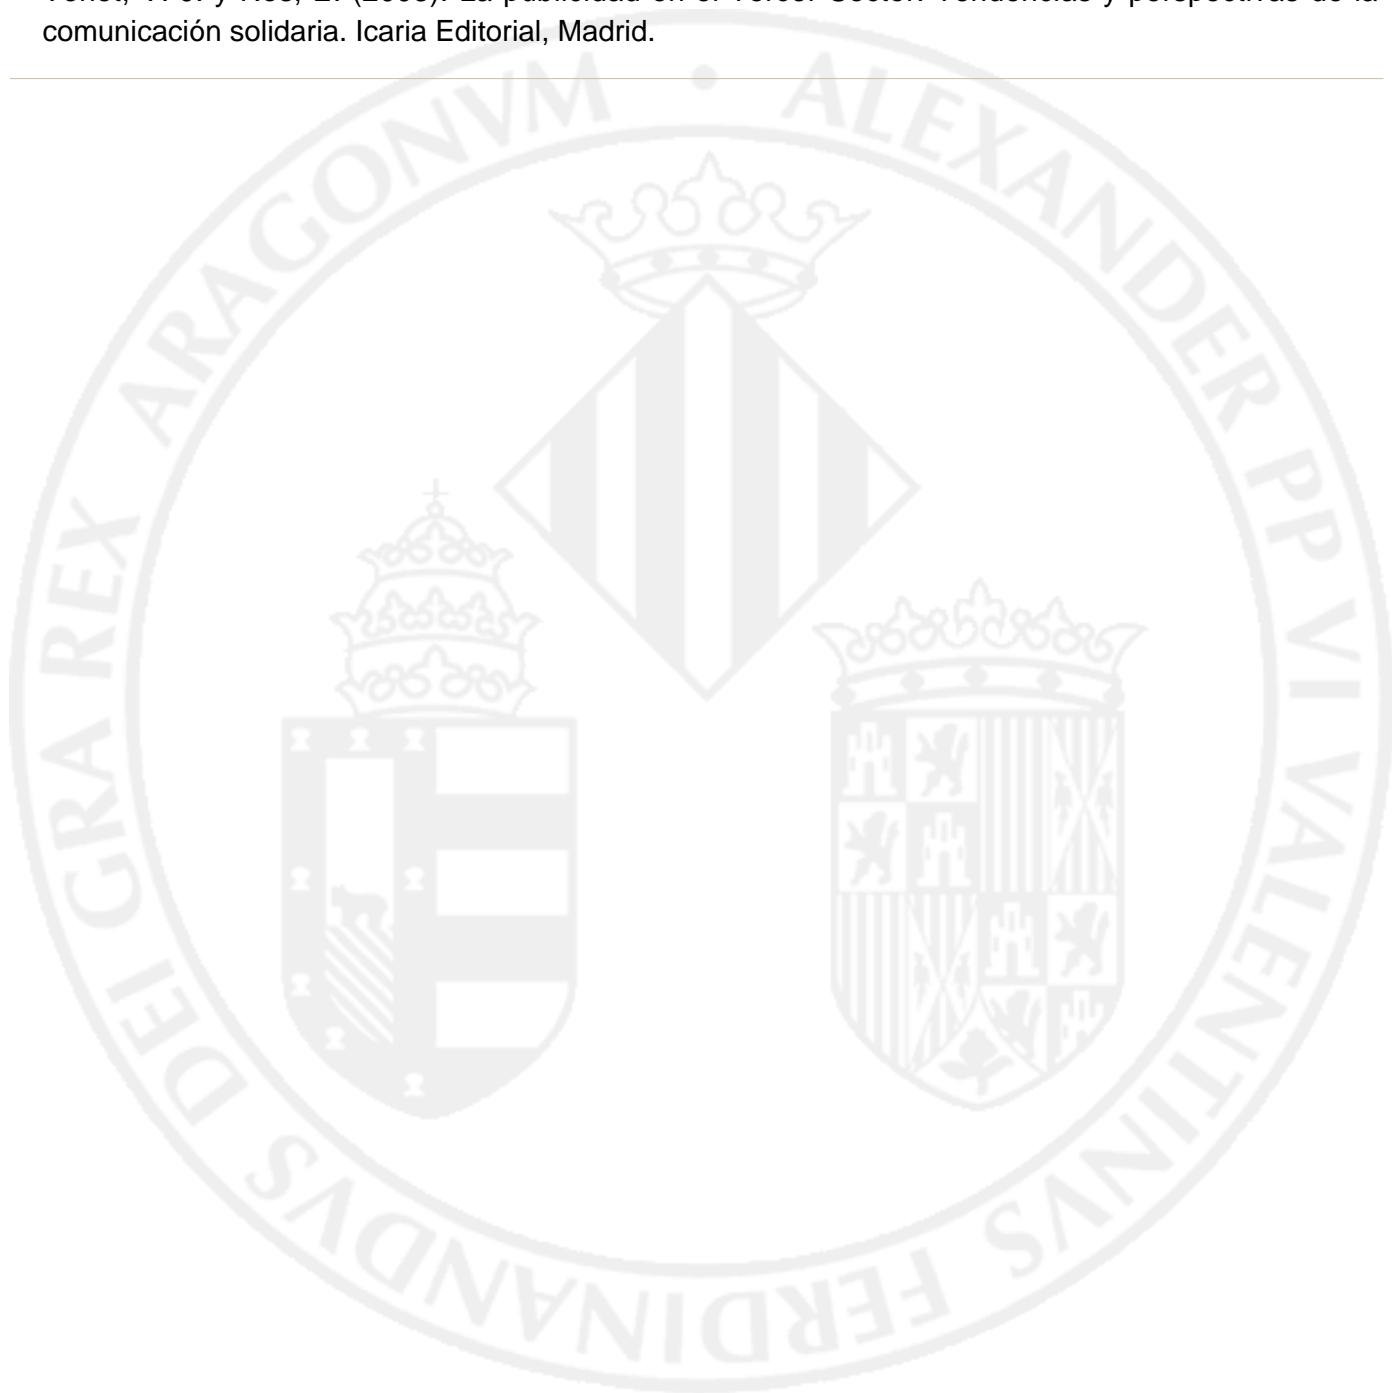 y La publicidad en el Tercer Sector. Tendencias y perspectivas de la
comunicación solidaria. Icaria Editorial, Madrid.
ALEXANDER PP VI VALENTINVS FERDINANDVS DEI GRA REX ARAGONVM